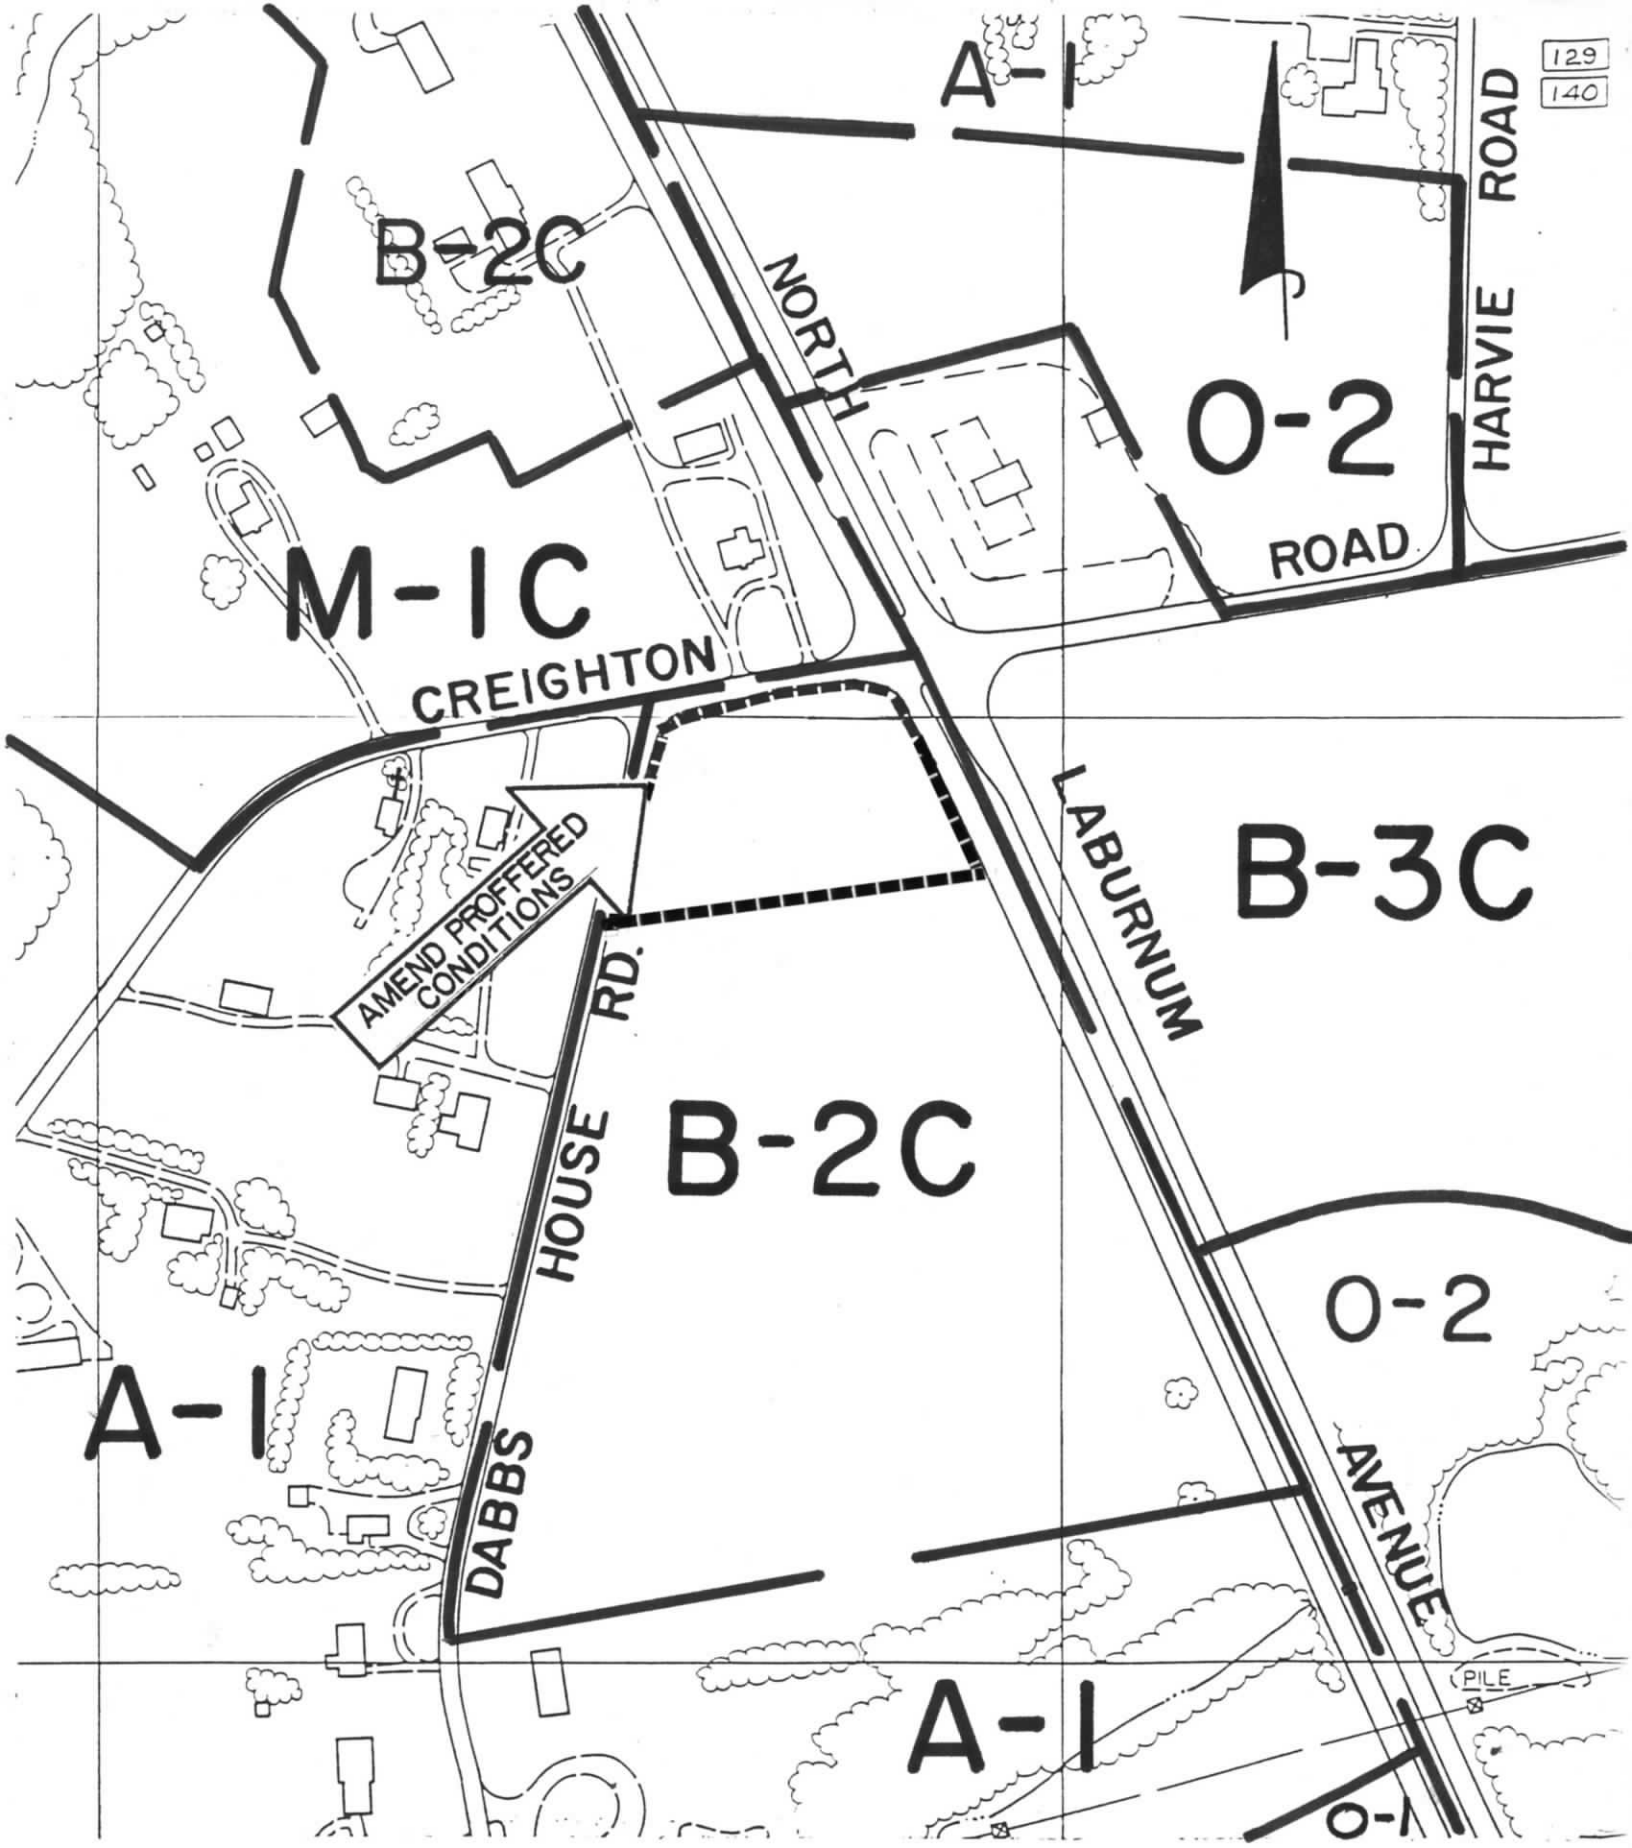 A-1
129
140
HARVIE ROAD
B-2C
NORTH
O-2
ROAD
M-1C
CREIGHTON
LABURNUM
B-3C
AMEND PROFFERED
CONDITIONS
RD.
B-2C
HOUSE
O-2
A-1
DABBS
AVENUE
PILE
A-1
O-1